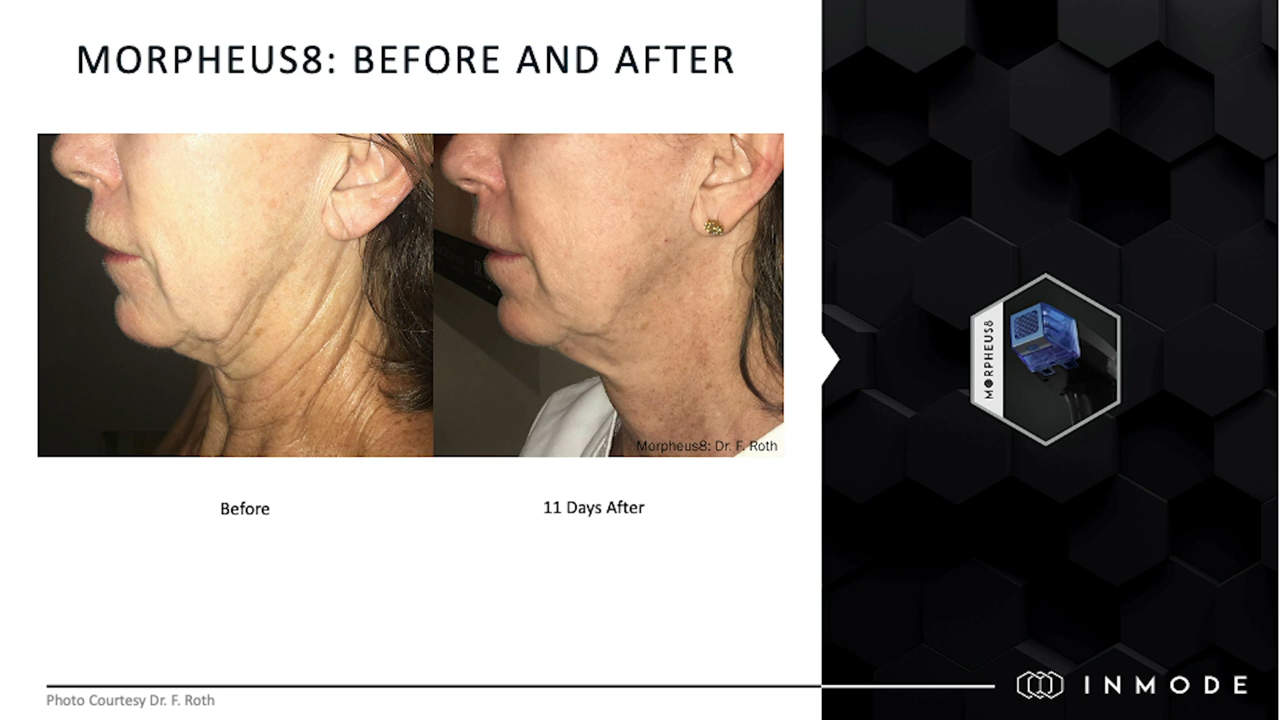 MORPHEUS8: BEFORE AND AFTER
Morpheus8: Dr. F. Roth
Before
11 Days After
MORPHEUS8
Photo Courtesy Dr. F. Roth
INMODE